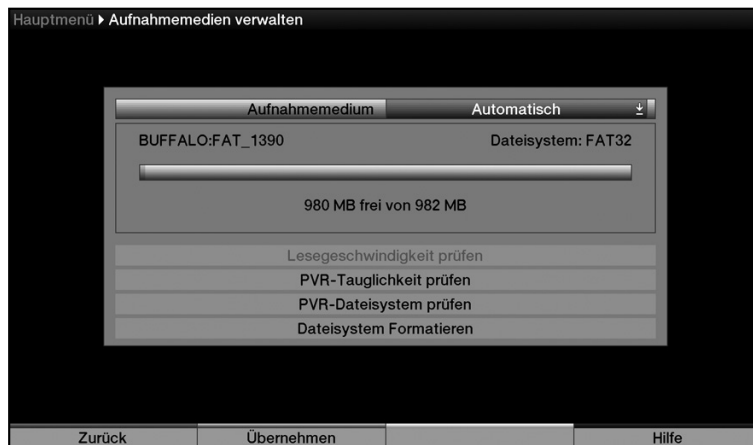 Hauptmenü ▸ Aufnahmemedien verwalten
Aufnahmemedium Automatisch
BUFFALO:FAT_1390 Dateisystem: FAT32
980 MB frei von 982 MB
Lesegeschwindigkeit prüfen
PVR-Tauglichkeit prüfen
PVR-Dateisystem prüfen
Dateisystem Formatieren
Zurück Übernehmen Hilfe